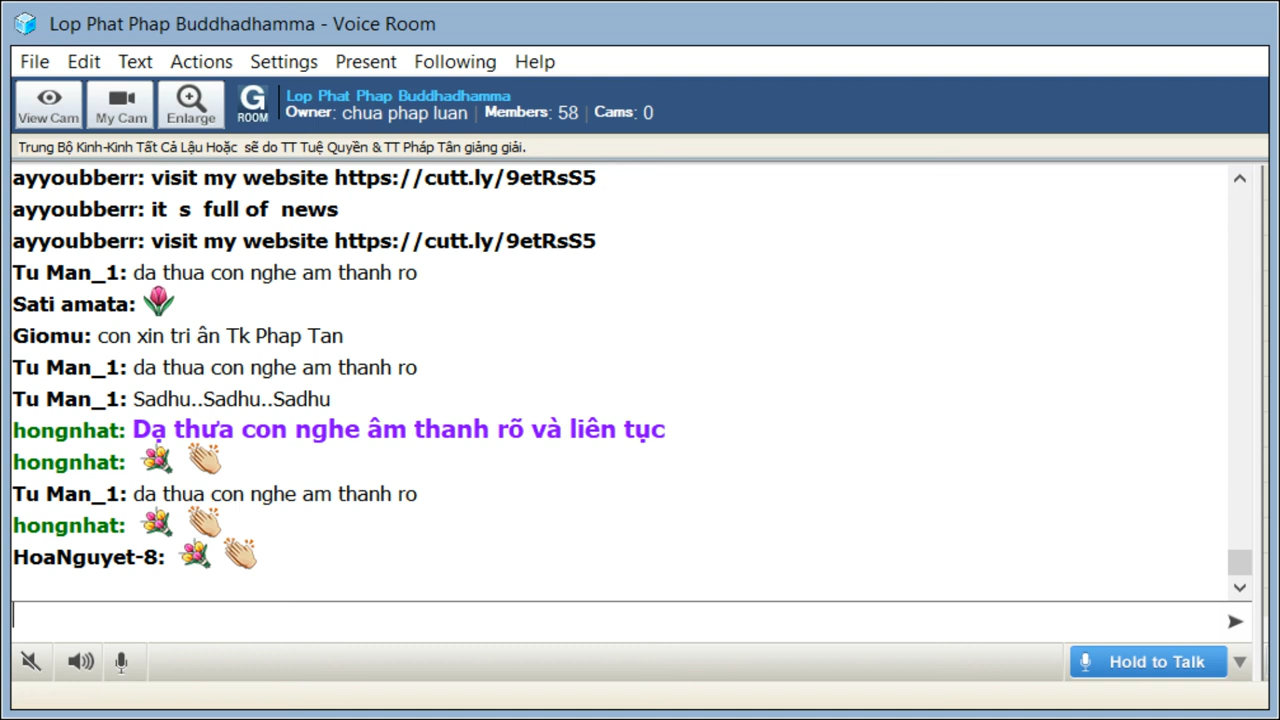 Lop Phat Phap Buddhadhamma - Voice Room
File Edit Text Actions Settings Present Following Help
View Cam My Cam Enlarge G ROOM Lop Phat Phap Buddhadhamma
Owner: chua phap luan | Members: 58 | Cams: 0
Trung Bộ Kinh-Kinh Tất Cả Lậu Hoặc sẽ do TT Tuệ Quyền & TT Pháp Tân giảng giải.
ayyoubberr: visit my website https://cutt.ly/9etRsS5
ayyoubberr: it s full of news
ayyoubberr: visit my website https://cutt.ly/9etRsS5
Tu Man_1: da thua con nghe am thanh ro
Sati amata:
Giomu: con xin tri ân Tk Phap Tan
Tu Man_1: da thua con nghe am thanh ro
Tu Man_1: Sadhu..Sadhu..Sadhu
hongnhat: Dạ thưa con nghe âm thanh rõ và liên tục
hongnhat:
Tu Man_1: da thua con nghe am thanh ro
hongnhat:
HoaNguyet-8:
Hold to Talk